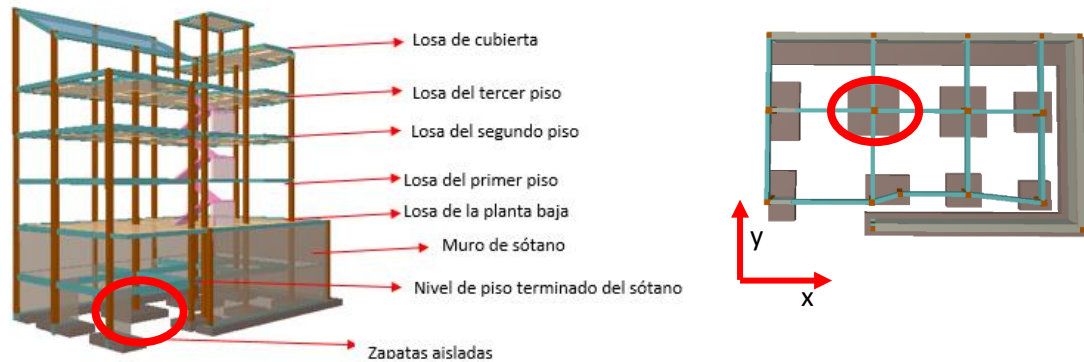 Losa de cubierta
Losa del tercer piso
Losa del segundo piso
Losa del primer piso
Losa de la planta baja
Muro de sótano
Nivel de piso terminado del sótano
Zapatas aisladas
y
x